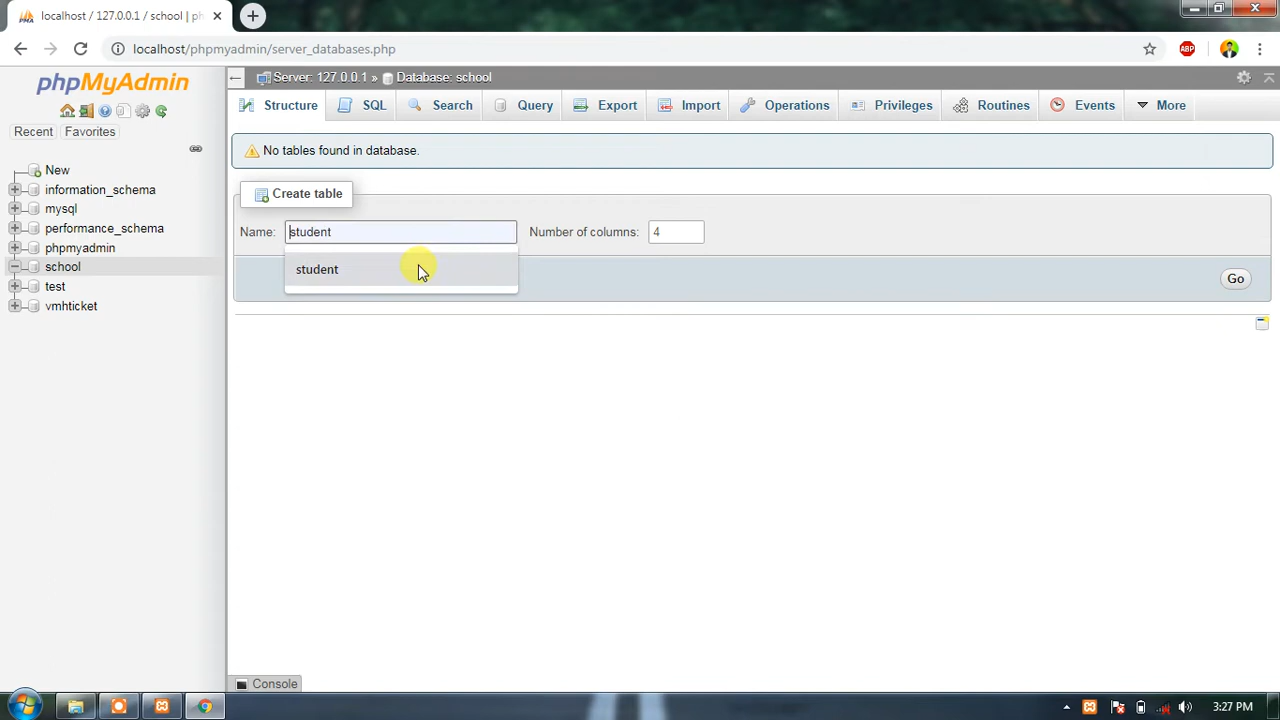 localhost / 127.0.0.1 / school | ph
localhost/phpmyadmin/server_databases.php
ABP
phpMyAdmin
Server: 127.0.0.1 » Database: school
Structure SQL Search Query Export Import Operations Privileges Routines Events More
Recent Favorites
No tables found in database.
New
information_schema
mysql
performance_schema
phpmyadmin
school
test
vmhticket
Create table
Name: student Number of columns: 4
student
Go
Console
3:27 PM